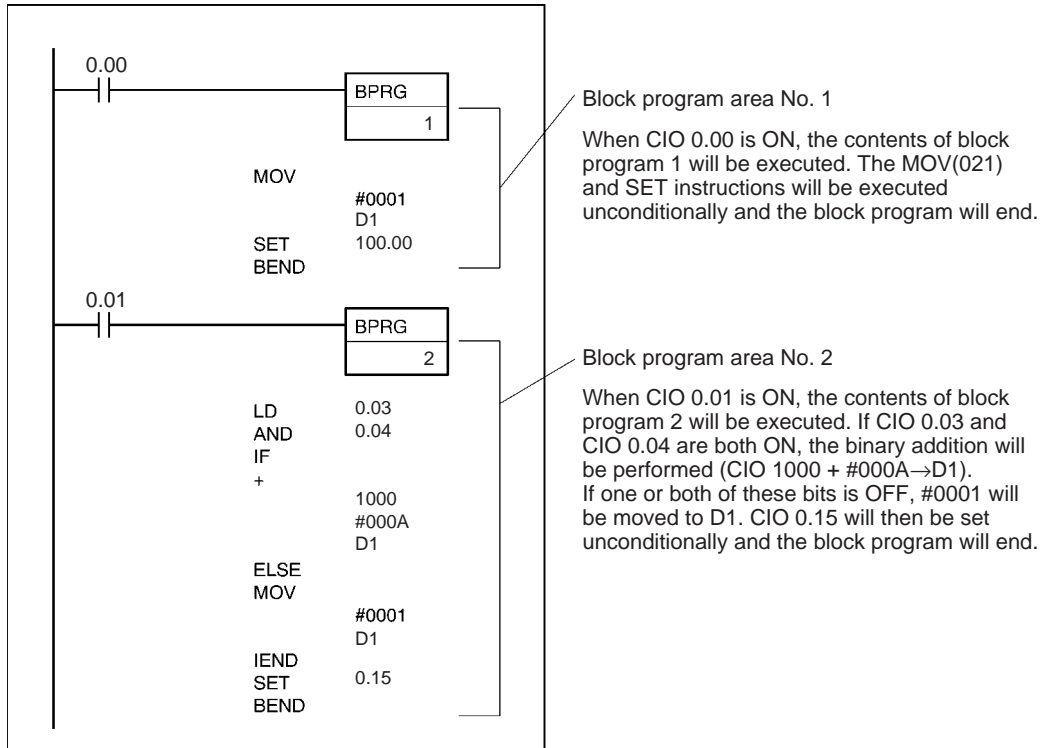 0.00
BPRG
1
MOV
#0001
D1
SET 100.00
BEND
Block program area No. 1
When CIO 0.00 is ON, the contents of block
program 1 will be executed. The MOV(021)
and SET instructions will be executed
unconditionally and the block program will end.
0.01
BPRG
2
LD 0.03
AND 0.04
IF
+
1000
#000A
D1
ELSE
MOV
#0001
D1
IEND
SET 0.15
BEND
Block program area No. 2
When CIO 0.01 is ON, the contents of block
program 2 will be executed. If CIO 0.03 and
CIO 0.04 are both ON, the binary addition will
be performed (CIO 1000 + #000A→D1).
If one or both of these bits is OFF, #0001 will
be moved to D1. CIO 0.15 will then be set
unconditionally and the block program will end.